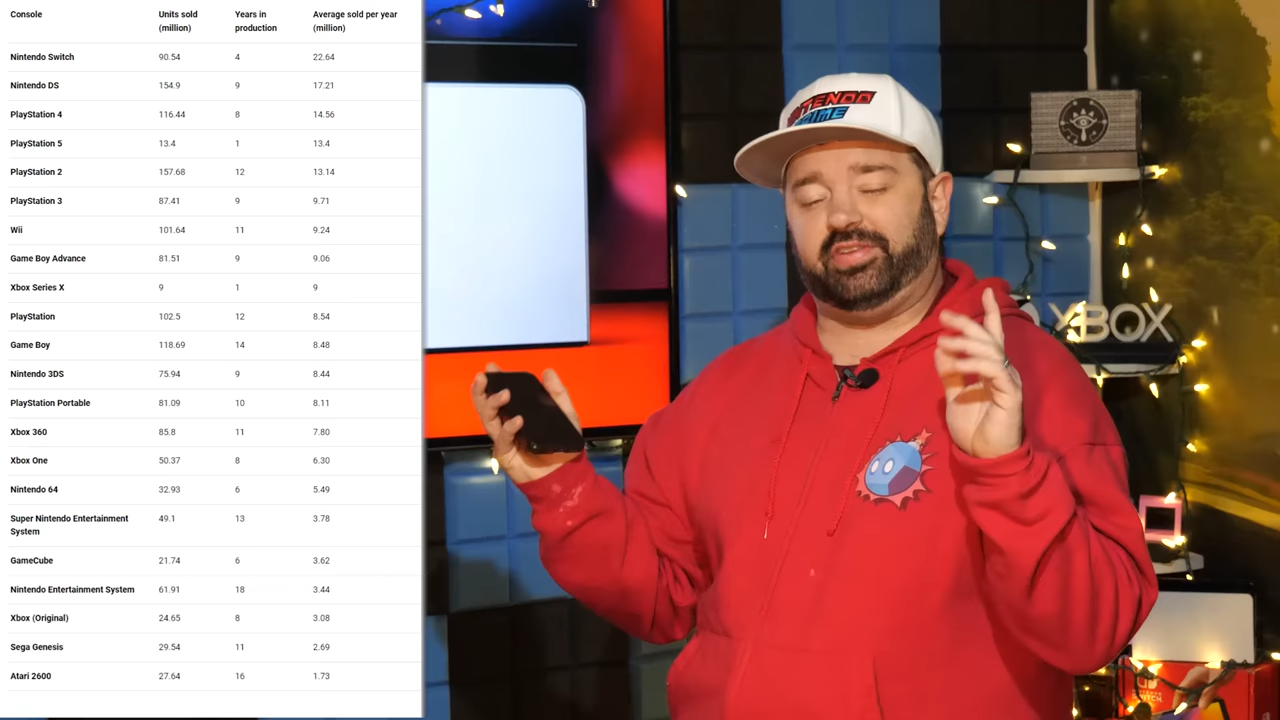 Console Units sold (million) Years in production Average sold per year (million)
Nintendo Switch 90.54 4 22.64
Nintendo DS 154.9 9 17.21
PlayStation 4 116.44 8 14.56
PlayStation 5 13.4 1 13.4
PlayStation 2 157.68 12 13.14
PlayStation 3 87.41 9 9.71
Wii 101.64 11 9.24
Game Boy Advance 81.51 9 9.06
Xbox Series X 9 1 9
PlayStation 102.5 12 8.54
Game Boy 118.69 14 8.48
Nintendo 3DS 75.94 9 8.44
PlayStation Portable 81.09 10 8.11
Xbox 360 85.8 11 7.80
Xbox One 50.37 8 6.30
Nintendo 64 32.93 6 5.49
Super Nintendo Entertainment System 49.1 13 3.78
GameCube 21.74 6 3.62
Nintendo Entertainment System 61.91 18 3.44
Xbox (Original) 24.65 8 3.08
Sega Genesis 29.54 11 2.69
Atari 2600 27.64 16 1.73
XBOX
SWITCH